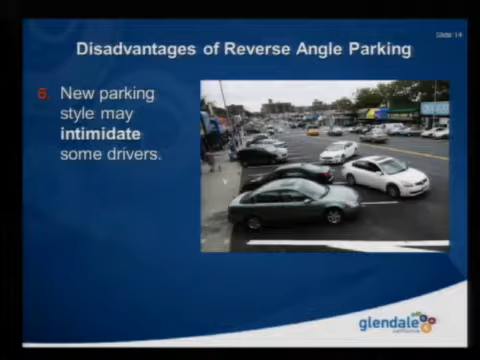 Slide 14
Disadvantages of Reverse Angle Parking
6. New parking
style may
intimidate
some drivers.
glendale